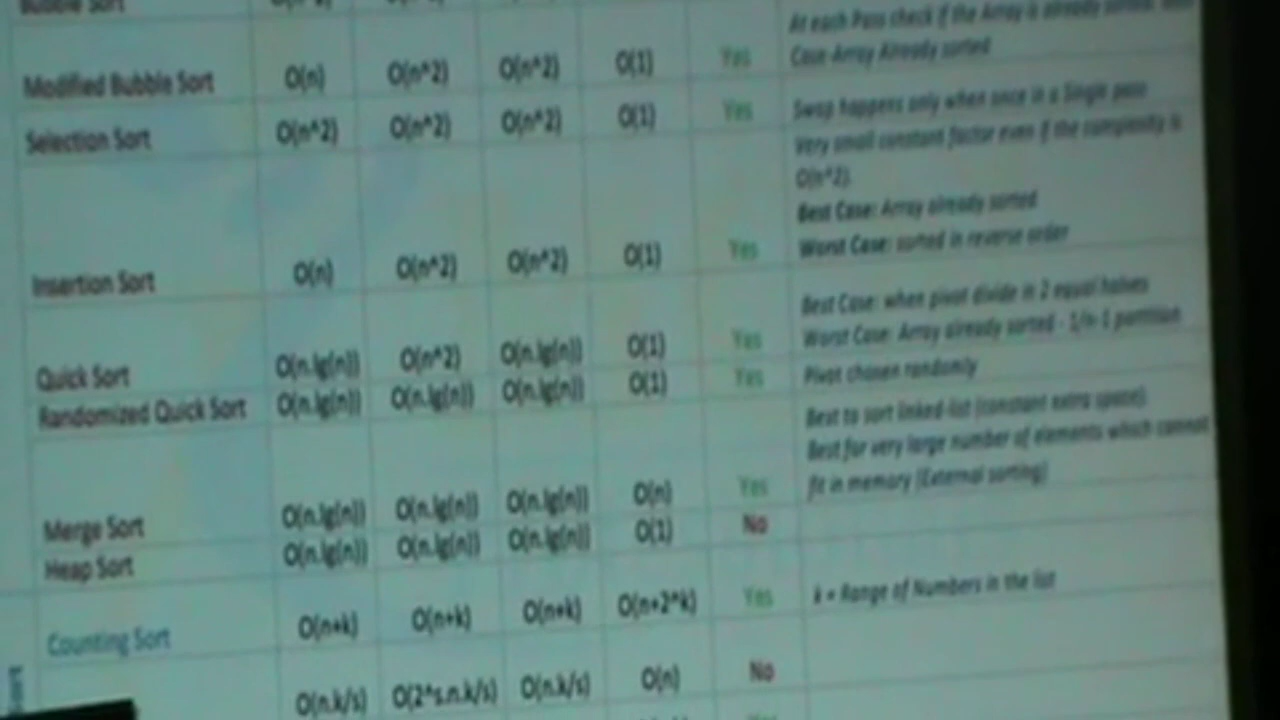 Bubble Sort
At each Pass check if the Array is already sorted.
Modified Bubble Sort O(n) O(n^2) O(n^2) O(1) Yes Case-Array Already sorted
Selection Sort O(n^2) O(n^2) O(n^2) O(1) Yes Swap happens only when once in a Single pass
Very small constant factor even if the complexity is
O(n^2).
Best Case: Array already sorted
Insertion Sort O(n) O(n^2) O(n^2) O(1) Yes Worst Case: sorted in reverse order
Best Case: when pivot divide in 2 equal halves
Quick Sort O(n.lg(n)) O(n^2) O(n.lg(n)) O(1) Yes Worst Case: Array already sorted - 1/n-1 partition
Randomized Quick Sort O(n.lg(n)) O(n.lg(n)) O(n.lg(n)) O(1) Yes Pivot chosen randomly
Best to sort linked-list (constant extra space).
Best for very large number of elements which cannot
Merge Sort O(n.lg(n)) O(n.lg(n)) O(n.lg(n)) O(n) Yes fit in memory (External sorting)
Heap Sort O(n.lg(n)) O(n.lg(n)) O(n.lg(n)) O(1) No
Counting Sort O(n+k) O(n+k) O(n+k) O(n+2^k) Yes k = Range of Numbers in the list
O(n.k/s) O(2^s.n.k/s) O(n.k/s) O(n) No